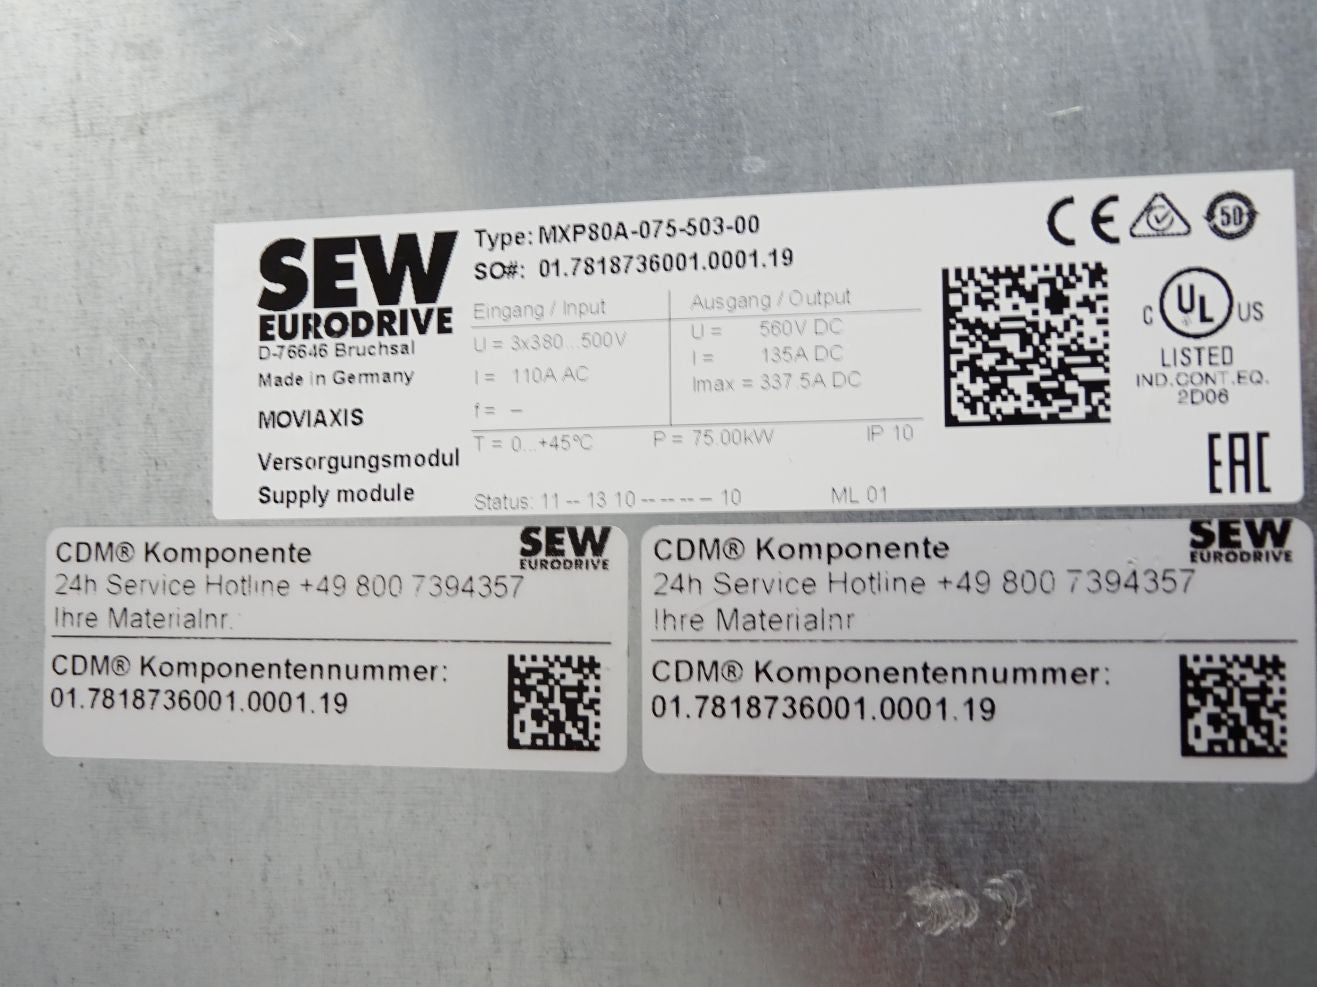 SEW
EURODRIVE
D-76646 Bruchsal
Made in Germany
MOVIAXIS
Versorgungsmodul
Supply module
Type: MXP80A-075-503-00
SO#: 01.7818736001.0001.19
Eingang / Input
U = 3x380...500V
I = 110A AC
f = –
Ausgang / Output
U = 560V DC
I = 135A DC
Imax = 337.5A DC
T = 0...+45°C P = 75.00kW IP 10
Status: 11 -- 13 10 -- -- -- -- 10 ML 01
CE
50
C UL US
LISTED
IND.CONT.EQ.
2D06
EAC
CDM® Komponente
SEW
EURODRIVE
24h Service Hotline +49 800 7394357
Ihre Materialnr.
CDM® Komponentennummer:
01.7818736001.0001.19
CDM® Komponente
SEW
EURODRIVE
24h Service Hotline +49 800 7394357
Ihre Materialnr
CDM® Komponentennummer:
01.7818736001.0001.19